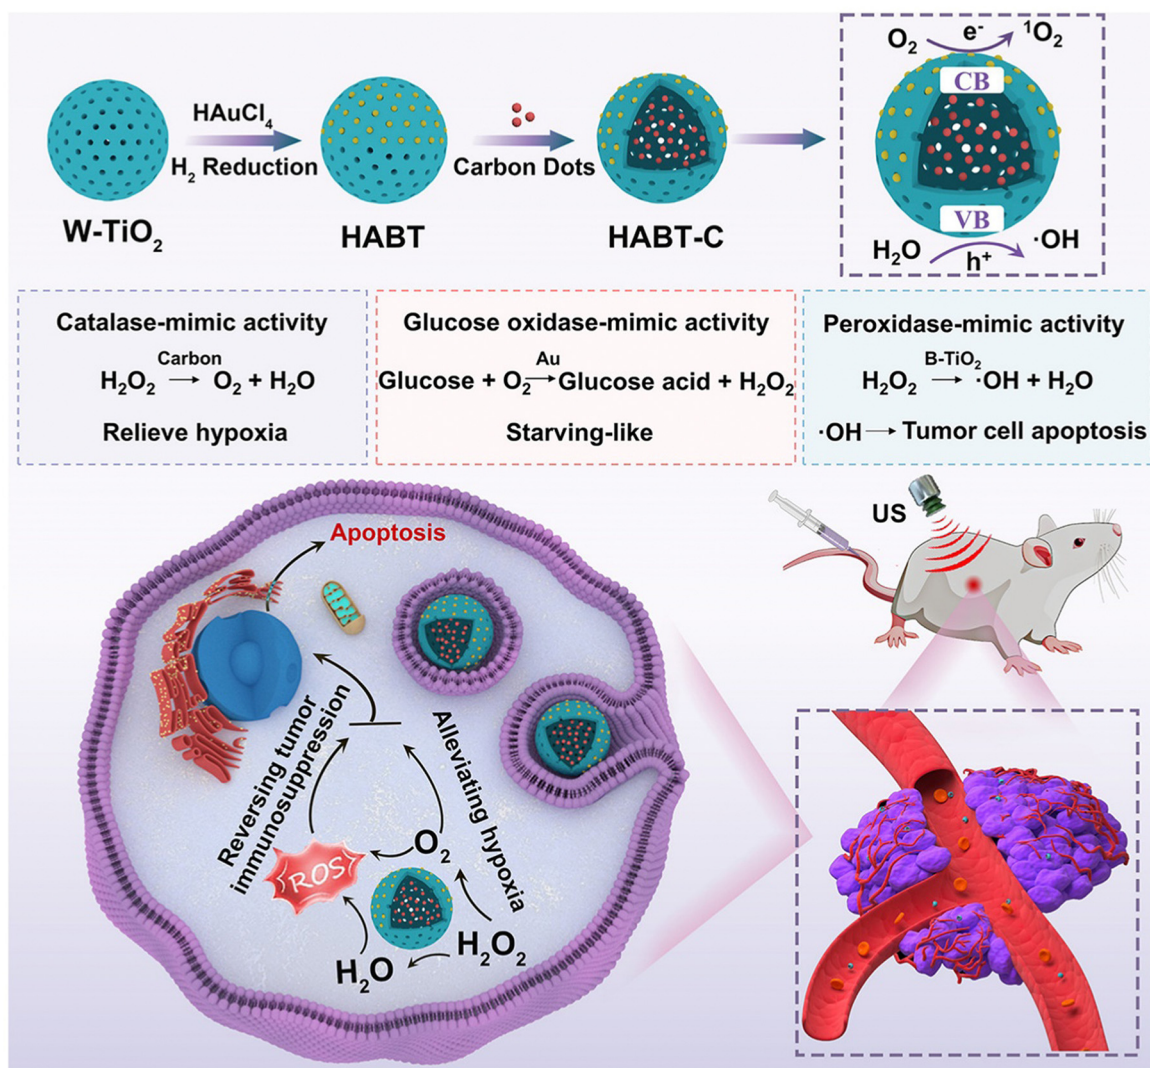 O₂ e⁻ ¹O₂
CB
HAuCl₄
H₂ Reduction
Carbon Dots
W-TiO₂
HABT
HABT-C
VB
H₂O h⁺ ·OH
Catalase-mimic activity
Carbon
H₂O₂ → O₂ + H₂O
Relieve hypoxia
Glucose oxidase-mimic activity
Au
Glucose + O₂ → Glucose acid + H₂O₂
Starving-like
Peroxidase-mimic activity
B-TiO₂
H₂O₂ → ·OH + H₂O
·OH → Tumor cell apoptosis
US
Apoptosis
Reversing tumor
immunosuppression
Alleviating hypoxia
O₂
ROS
H₂O₂
H₂O